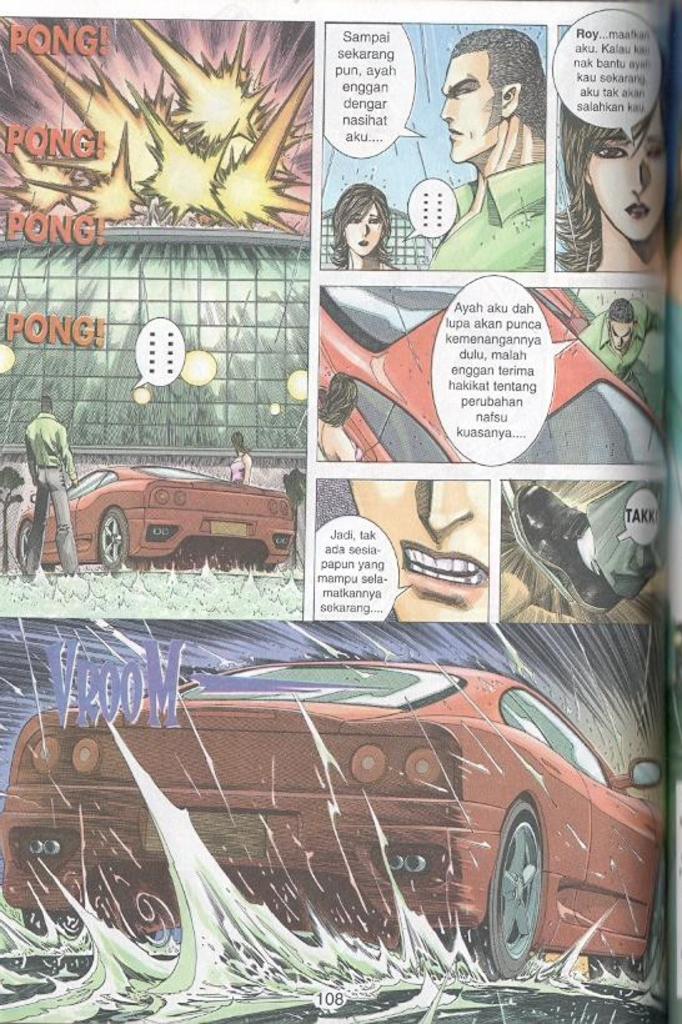 PONG!
PONG!
PONG!
PONG!
Sampai
sekarang
pun, ayah
enggan
dengar
nasihat
aku....
Roy...maafkan
aku. Kalau kau
nak bantu ayah
kau sekarang,
aku tak akan
salahkan kau.
Ayah aku dah
lupa akan punca
kemenangannya
dulu, malah
enggan terima
hakikat tentang
perubahan
nafsu
kuasanya....
Jadi, tak
ada sesia-
papun yang
mampu sela-
matkannya
sekarang....
TAKK!
VROOM
108